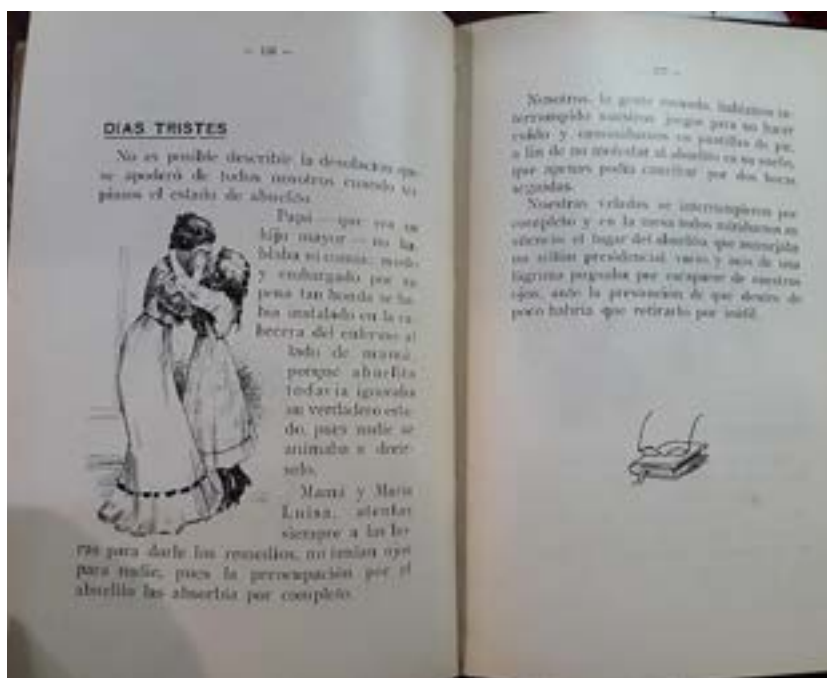 DIAS TRISTES
No es posible describir la desolación que
se apoderó de todos nosotros cuando su-
pimos el estado de abuelito.
Papá — que era su
hijo mayor — no ha-
blaba ni comía; mudo
y embargado por su
pena tan honda se ha-
bía instalado en la ca-
becera del enfermo al
lado de mamá,
porque abuelita
todavía ignoraba
su verdadero esta-
do, pues nadie se
animaba a decír-
selo.
Mamá y María
Luisa, atentas
siempre a las ho-
ras para darle los remedios, no tenían ojos
para nadie, pues la preocupación por el
abuelito las absorbía por completo.
Nosotros, la gente menuda, habíamos in-
terrumpido nuestros juegos para no hacer
ruido y caminábamos en puntillas de pie,
a fin de no molestar al abuelito en su sueño,
que apenas podía conciliar por dos horas
seguidas.
Nuestras veladas se interrumpieron por
completo y en la mesa todos mirábamos en
silencio el lugar del abuelito que
su sillón presidencial vacío y más de una
lágrima pugnaba por escaparse de nuestros
ojos, ante la prevención de que dentro de
poco habría que retirarlo por inútil.